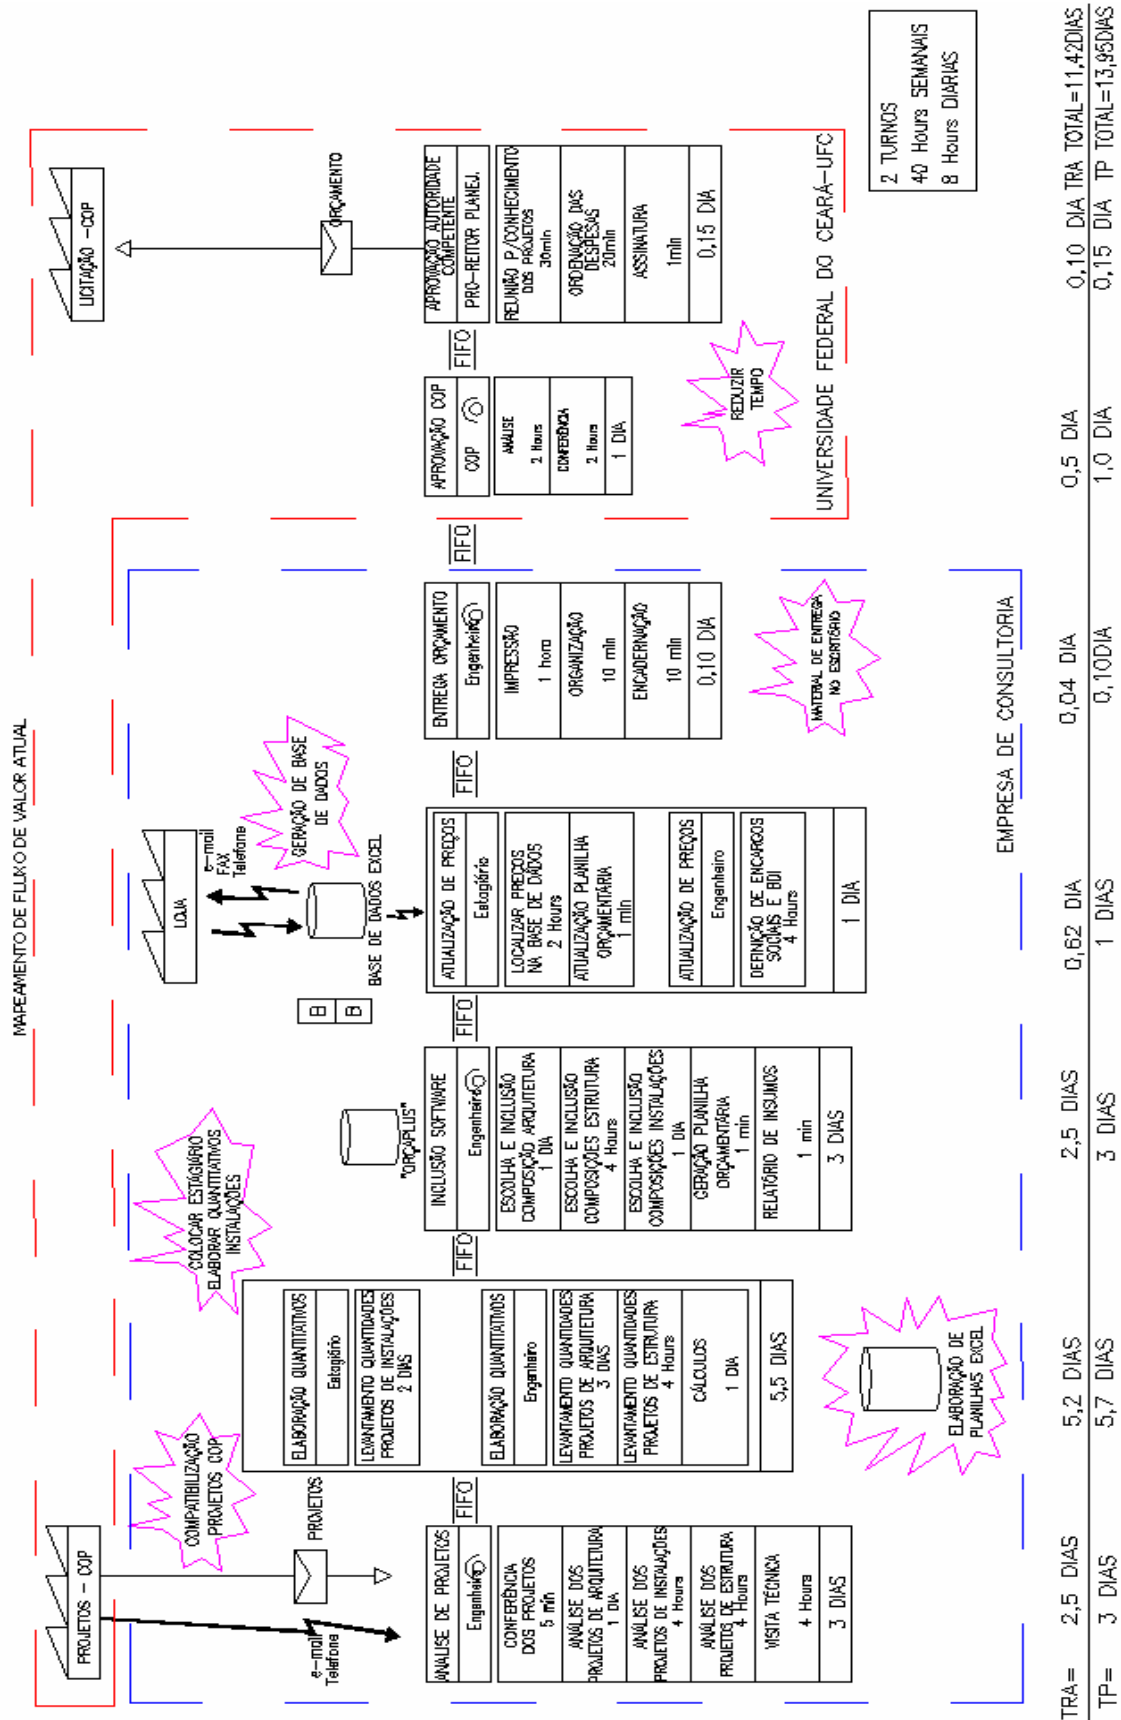 MAPEAMENTO DE FLUXO DE VALOR ATUAL
PROJETOS - COP
e-mail
Telefone
PROJETOS
COMPATIBILIZAÇÃO
PROJETOS COP
ANALISE DE PROJETOS
Engenheiro
CONFERÊNCIA
DOS PROJETOS
5 min
ANÁLISE DOS
PROJETOS DE ARQUITETURA
1 DIA
ANÁLISE DOS
PROJETOS DE INSTALAÇÕES
4 Hours
ANÁLISE DOS
PROJETOS DE ESTRUTURA
4 Hours
VISITA TÉCNICA
4 Hours
3 DIAS
FIFO
COLOCAR ESTAGIÁRIO
ELABORAR QUANTITATIVOS
INSTALAÇÕES
ELABORAÇÃO QUANTITATIVOS
Estagiário
LEVANTAMENTO QUANTIDADES
PROJETOS DE INSTALAÇÕES
2 DIAS
ELABORAÇÃO QUANTITATIVOS
Engenheiro
LEVANTAMENTO QUANTIDADES
PROJETOS DE ARQUITETURA
3 DIAS
LEVANTAMENTO QUANTIDADES
PROJETOS DE ESTRUTURA
4 Hours
CÁLCULOS
1 DIA
5,5 DIAS
ELABORAÇÃO DE
PLANILHAS EXCEL
FIFO
"ORÇAPLUS"
INCLUSÃO SOFTWARE
Engenheiro
ESCOLHA E INCLUSÃO
COMPOSIÇÃO ARQUITETURA
1 DIA
ESCOLHA E INCLUSÃO
COMPOSIÇÕES ESTRUTURA
4 Hours
ESCOLHA E INCLUSÃO
COMPOSIÇÕES INSTALAÇÕES
1 DIA
GERAÇÃO PLANILHA
ORÇAMENTÁRIA
1 min
RELATÓRIO DE INSUMOS
1 min
3 DIAS
FIFO
LOJA
e-mail
FAX
Telefone
GERAÇÃO DE BASE
DE DADOS
BASE DE DADOS EXCEL
B
B
ATUALIZAÇÃO DE PREÇOS
Estagiário
LOCALIZAR PREÇOS
NA BASE DE DÁDOS
2 Hours
ATUALIZAÇÃO PLANILHA
ORÇAMENTÁRIA
1 min
ATUALIZAÇÃO DE PREÇOS
Engenheiro
DEFINIÇÃO DE ENCARGOS
SOCIAIS E BDI
4 Hours
1 DIA
FIFO
ENTREGA ORÇAMENTO
Engenheiro
IMPRESSÃO
1 hora
ORGANIZAÇÃO
10 min
ENCADERNAÇÃO
10 min
0,10 DIA
MATERIAL DE ENTREGA
NO ESCRITÓRIO
EMPRESA DE CONSULTORIA
FIFO
APROVAÇÃO COP
COP
ANÁLISE
2 Hours
CONFERÊNCIA
2 Hours
1 DIA
REDUZIR
TEMPO
FIFO
LICITAÇÃO -COP
ORÇAMENTO
APROVAÇÃO AUTORIDADE
COMPETENTE
PRO-REITOR PLANEJ.
REUNIÃO P/CONHECIMENTO
DOS PROJETOS
30min
ORDENAÇÃO DAS
DESPESAS
20min
ASSINATURA
1min
0,15 DIA
UNIVERSIDADE FEDERAL DO CEARÁ-UFC
2 TURNOS
40 Hours SEMANAIS
8 Hours DIARIAS
TRA= 2,5 DIAS 5,2 DIAS 2,5 DIAS 0,62 DIA 0,04 DIA 0,5 DIA 0,10 DIA TRA TOTAL=11,42DIAS
TP= 3 DIAS 5,7 DIAS 3 DIAS 1 DIAS 0,10DIA 1,0 DIA 0,15 DIA TP TOTAL=13,95DIAS